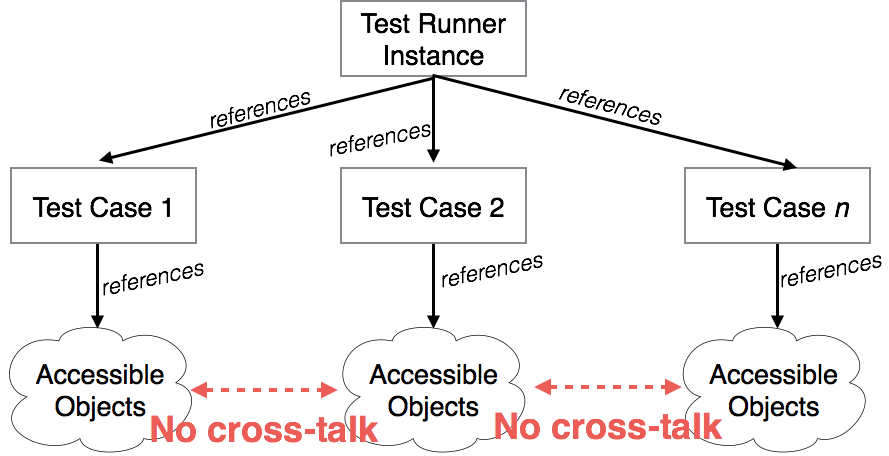 Test Runner
Instance
references
references
references
Test Case 1
Test Case 2
Test Case n
references
references
references
Accessible
Objects
Accessible
Objects
Accessible
Objects
No cross-talk
No cross-talk